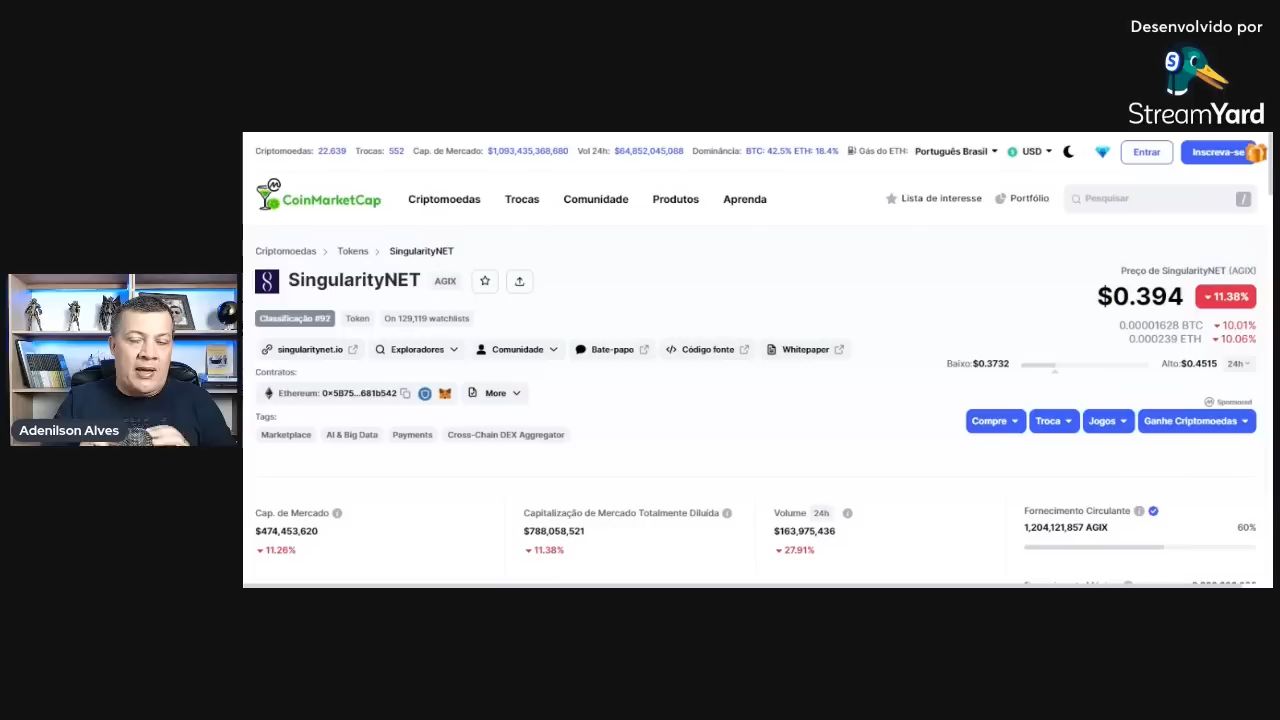 Desenvolvido por
StreamYard
Criptomoedas: 22.639 Trocas: 552 Cap. de Mercado: $1,093,435,368,680 Vol 24h: $64,852,045,088 Dominância: BTC: 42.5% ETH: 18.4% Gás do ETH: Português Brasil USD Entrar Inscreva-se
CoinMarketCap Criptomoedas Trocas Comunidade Produtos Aprenda Lista de interesse Portfólio Pesquisar /
Criptomoedas > Tokens > SingularityNET
SingularityNET AGIX
Preço de SingularityNET (AGIX)
$0.394 11.38%
Classificação #92 Token On 129,119 watchlists
0.00001628 BTC 10.01%
0.000239 ETH 10.06%
singularitynet.io Exploradores Comunidade Bate-papo Código fonte Whitepaper
Baixo:$0.3732 Alto:$0.4515 24h
Contratos:
Ethereum: 0x5B75...681b542 More
Sponsored
Tags:
Compre Troca Jogos Ganhe Criptomoedas
Marketplace AI & Big Data Payments Cross-Chain DEX Aggregator
Adenilson Alves
Cap. de Mercado
$474,453,620
11.26%
Capitalização de Mercado Totalmente Diluída
$788,058,521
11.38%
Volume 24h
$163,975,436
27.91%
Fornecimento Circulante
1,204,121,857 AGIX 60%